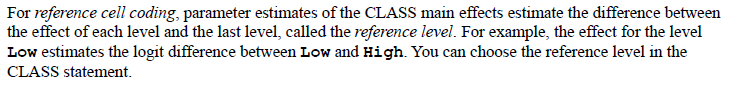 For reference cell coding, parameter estimates of the CLASS main effects estimate the difference between
the effect of each level and the last level, called the reference level. For example, the effect for the level
Low estimates the logit difference between Low and High. You can choose the reference level in the
CLASS statement.